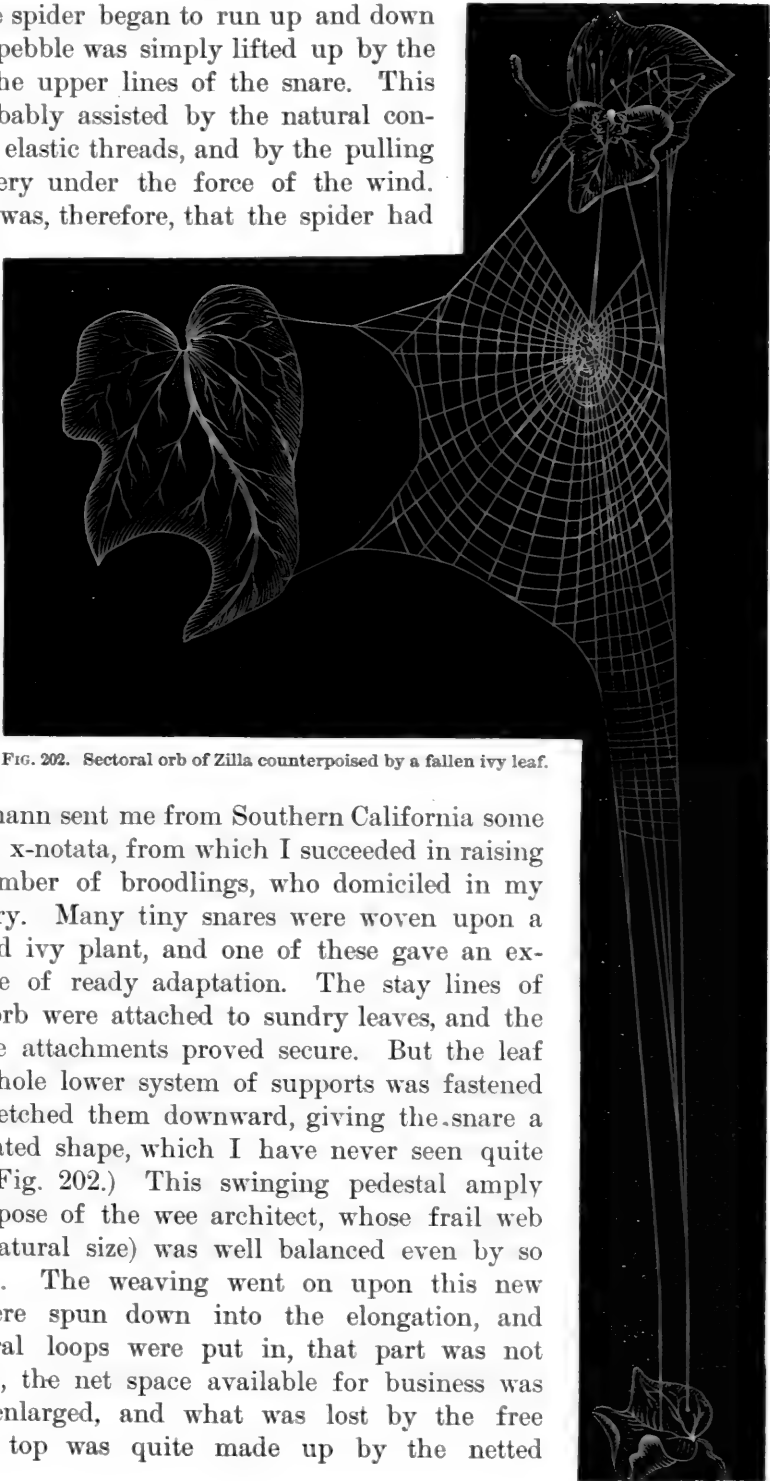 e spider began to run up and down
pebble was simply lifted up by the
he upper lines of the snare. This
bably assisted by the natural con-
elastic threads, and by the pulling
ery under the force of the wind.
was, therefore, that the spider had
FIG. 202. Sectoral orb of Zilla counterpoised by a fallen ivy leaf.
nann sent me from Southern California some
x-notata, from which I succeeded in raising
mber of broodlings, who domiciled in my
ry. Many tiny snares were woven upon a
d ivy plant, and one of these gave an ex-
e of ready adaptation. The stay lines of
orb were attached to sundry leaves, and the
e attachments proved secure. But the leaf
hole lower system of supports was fastened
etched them downward, giving the snare a
ated shape, which I have never seen quite
Fig. 202.) This swinging pedestal amply
pose of the wee architect, whose frail web
atural size) was well balanced even by so
. The weaving went on upon this new
ere spun down into the elongation, and
al loops were put in, that part was not
, the net space available for business was
enlarged, and what was lost by the free
top was quite made up by the netted